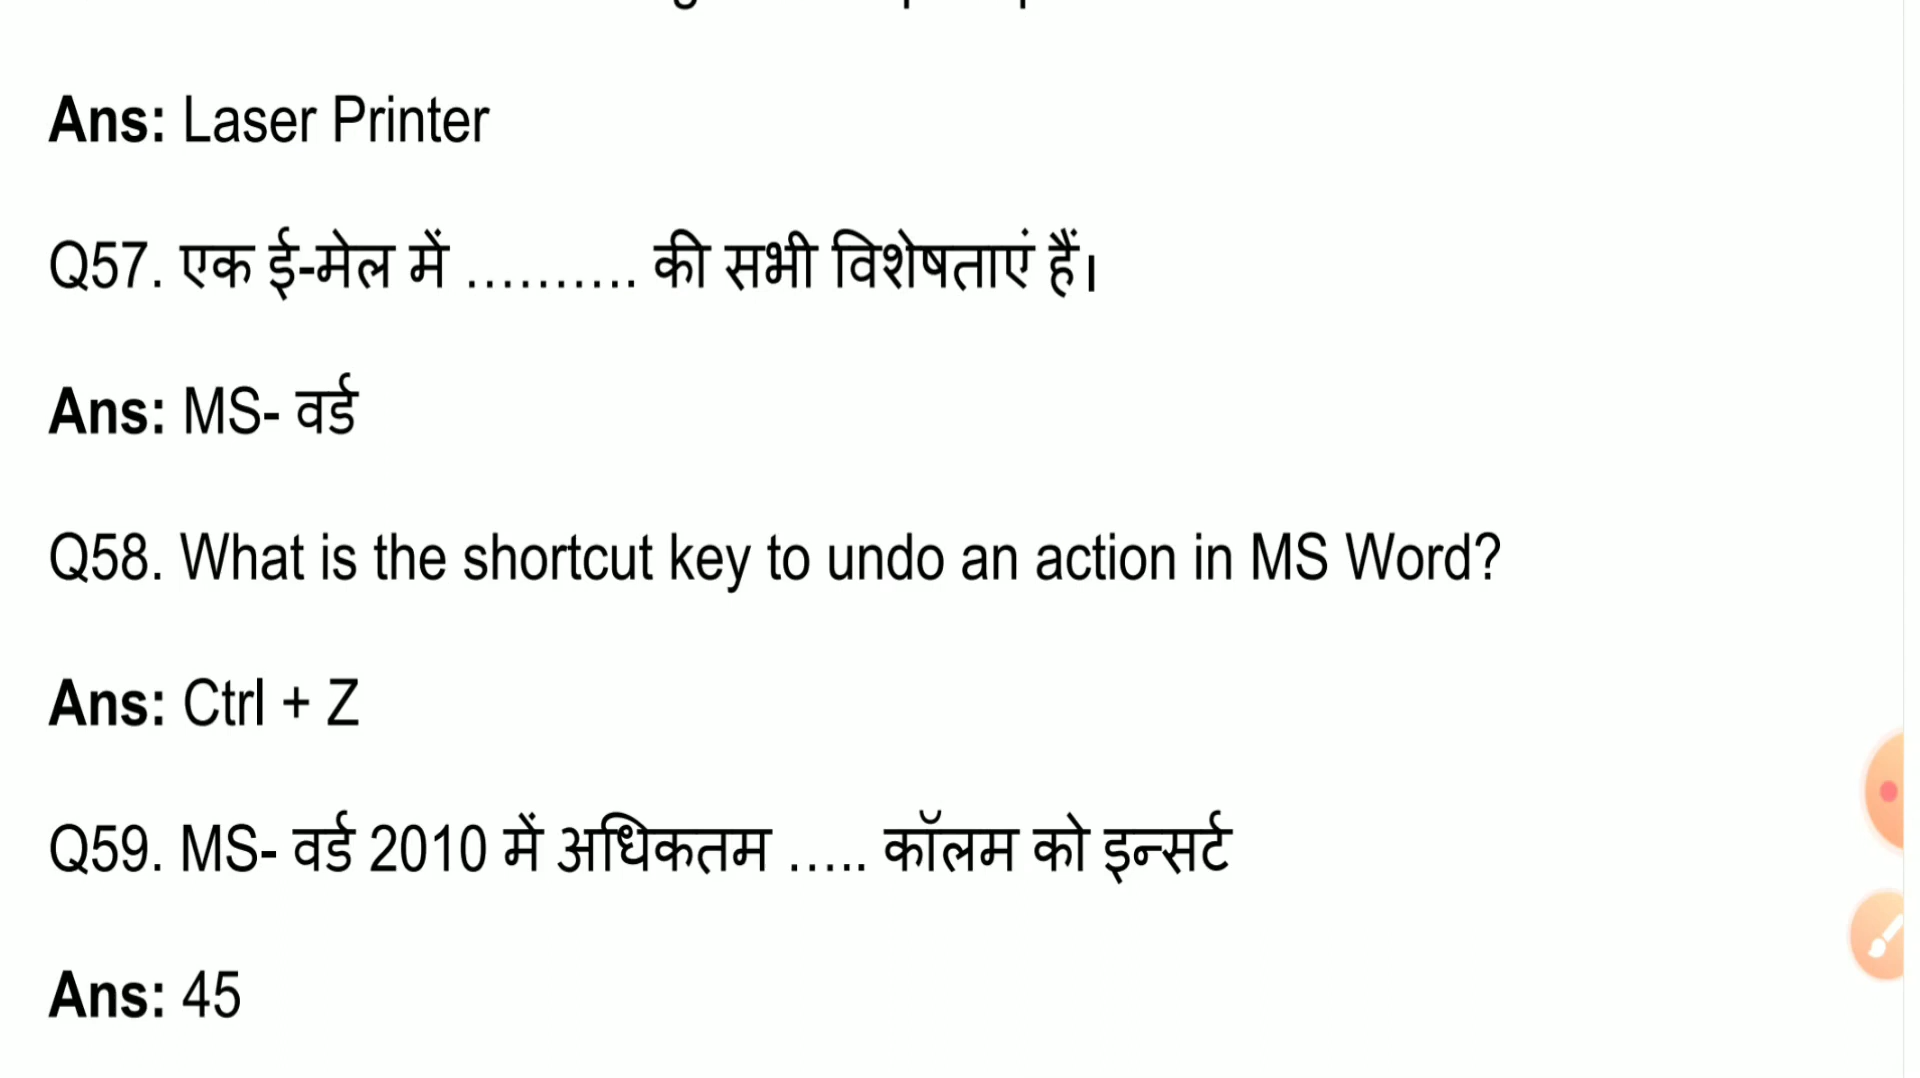 Ans: Laser Printer
Q57. एक ई-मेल में .......... की सभी विशेषताएं हैं।
Ans: MS- वर्ड
Q58. What is the shortcut key to undo an action in MS Word?
Ans: Ctrl + Z
Q59. MS- वर्ड 2010 में अधिकतम ..... कॉलम को इन्सर्ट
Ans: 45